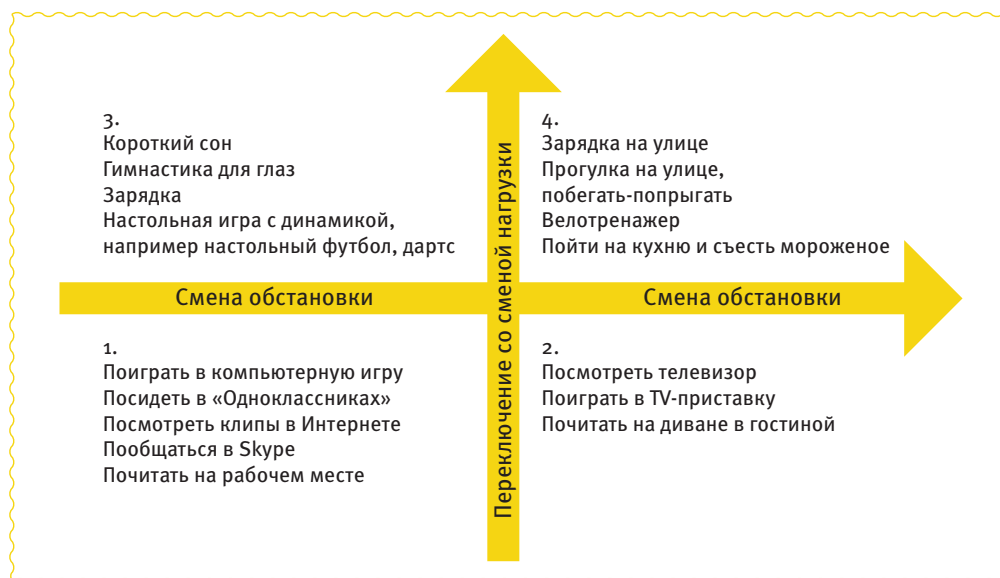 3.
Короткий сон
Гимнастика для глаз
Зарядка
Настольная игра с динамикой,
например настольный футбол, дартс
4.
Зарядка на улице
Прогулка на улице,
побегать-попрыгать
Велотренажер
Пойти на кухню и съесть мороженое
Переключение со сменой нагрузки
Смена обстановки
Смена обстановки
1.
Поиграть в компьютерную игру
Посидеть в «Одноклассниках»
Посмотреть клипы в Интернете
Пообщаться в Skype
Почитать на рабочем месте
2.
Посмотреть телевизор
Поиграть в TV-приставку
Почитать на диване в гостиной